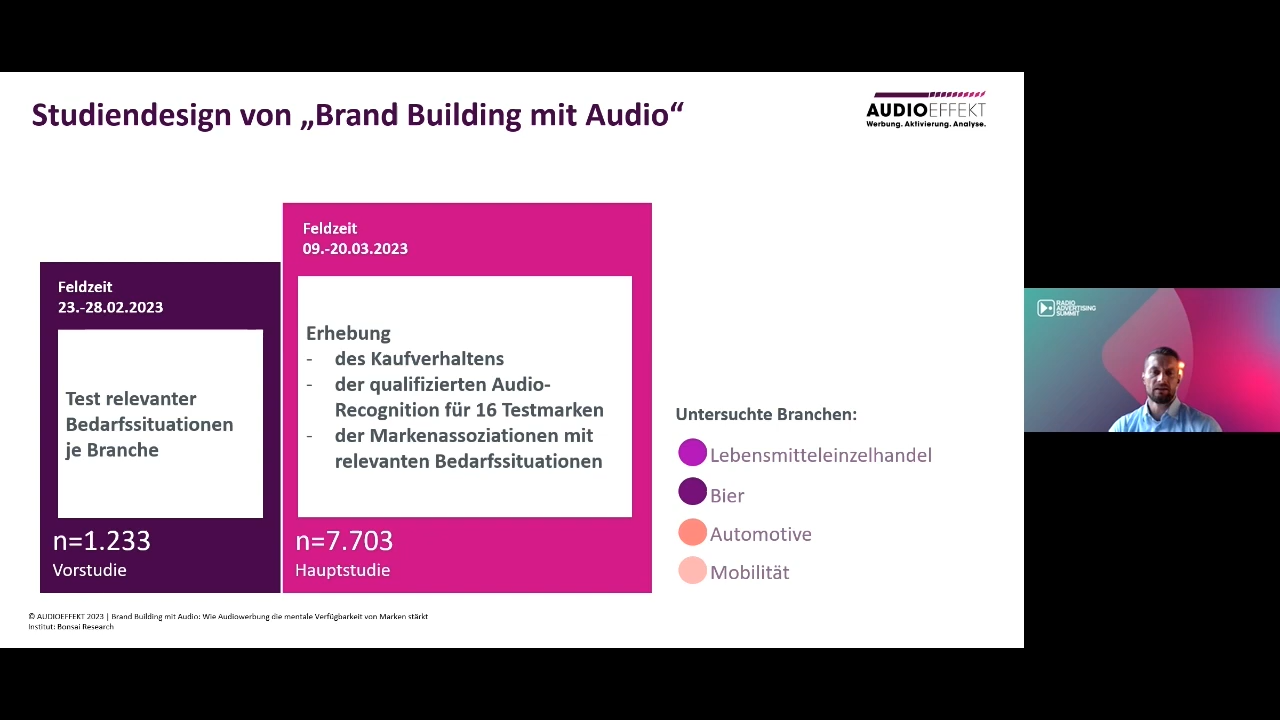 Studiendesign von „Brand Building mit Audio“
AUDIOEFFEKT
Werbung. Aktivierung. Analyse.
Feldzeit
23.-28.02.2023
Test relevanter
Bedarfssituationen
je Branche
n=1.233
Vorstudie
Feldzeit
09.-20.03.2023
Erhebung
- des Kaufverhaltens
- der qualifizierten Audio-
Recognition für 16 Testmarken
- der Markenassoziationen mit
relevanten Bedarfssituationen
n=7.703
Hauptstudie
Untersuchte Branchen:
Lebensmitteleinzelhandel
Bier
Automotive
Mobilität
© AUDIOEFFEKT 2023 | Brand Building mit Audio: Wie Audiowerbung die mentale Verfügbarkeit von Marken stärkt
Institut: Bonsai Research
RADIO
ADVERTISING
SUMMIT